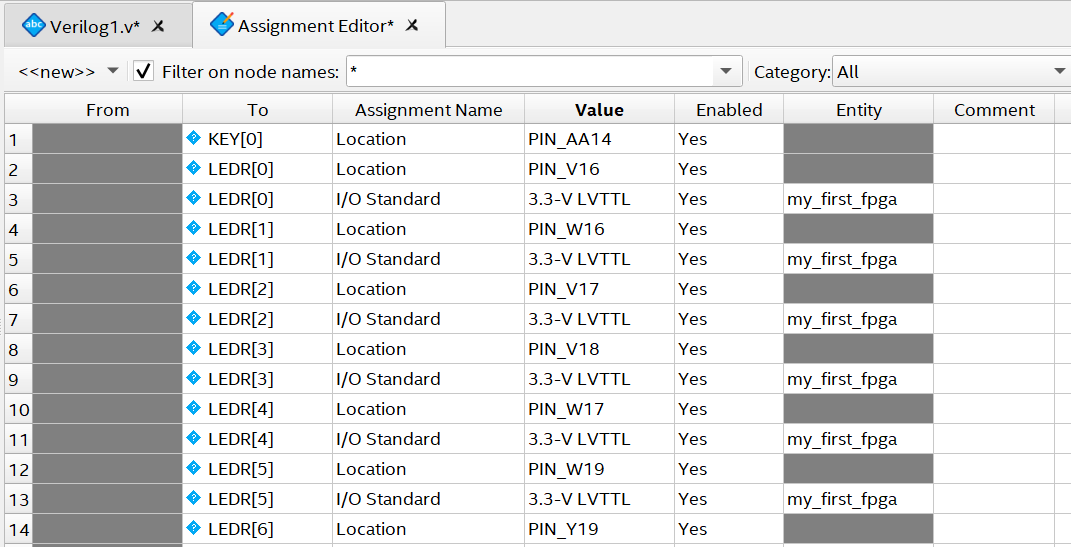 abc Verilog1.v* Assignment Editor*
<<new>> Filter on node names: * Category: All
From To Assignment Name Value Enabled Entity Comment
1 KEY[0] Location PIN_AA14 Yes
2 LEDR[0] Location PIN_V16 Yes
3 LEDR[0] I/O Standard 3.3-V LVTTL Yes my_first_fpga
4 LEDR[1] Location PIN_W16 Yes
5 LEDR[1] I/O Standard 3.3-V LVTTL Yes my_first_fpga
6 LEDR[2] Location PIN_V17 Yes
7 LEDR[2] I/O Standard 3.3-V LVTTL Yes my_first_fpga
8 LEDR[3] Location PIN_V18 Yes
9 LEDR[3] I/O Standard 3.3-V LVTTL Yes my_first_fpga
10 LEDR[4] Location PIN_W17 Yes
11 LEDR[4] I/O Standard 3.3-V LVTTL Yes my_first_fpga
12 LEDR[5] Location PIN_W19 Yes
13 LEDR[5] I/O Standard 3.3-V LVTTL Yes my_first_fpga
14 LEDR[6] Location PIN_Y19 Yes